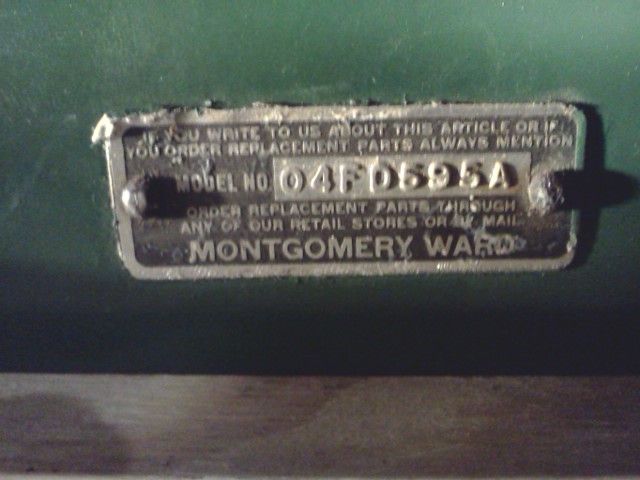 IF YOU WRITE TO US ABOUT THIS ARTICLE OR IF
YOU ORDER REPLACEMENT PARTS ALWAYS MENTION
MODEL NO. 04FD595A
ORDER REPLACEMENT PARTS THROUGH
ANY OF OUR RETAIL STORES OR BY MAIL
MONTGOMERY WARD